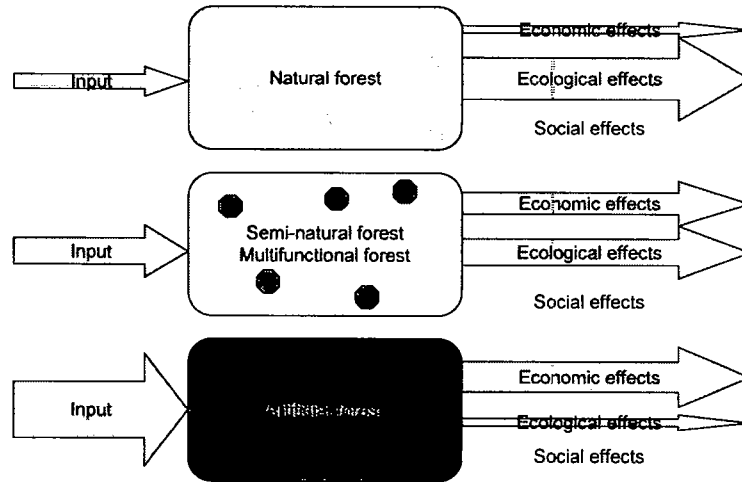 Economic effects
Input
Natural forest
Ecological effects
Social effects
Economic effects
Semi-natural forest
Input
Multifunctional forest
Ecological effects
Social effects
Economic effects
Input
Ecological effects
Social effects